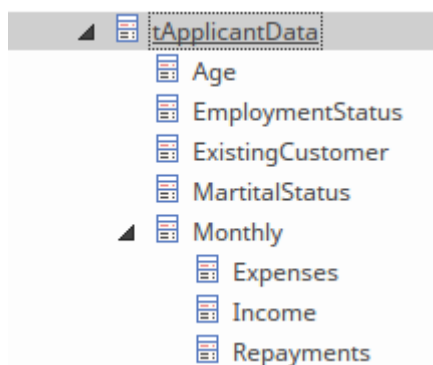 tApplicantData
Age
EmploymentStatus
ExistingCustomer
MartitalStatus
Monthly
Expenses
Income
Repayments